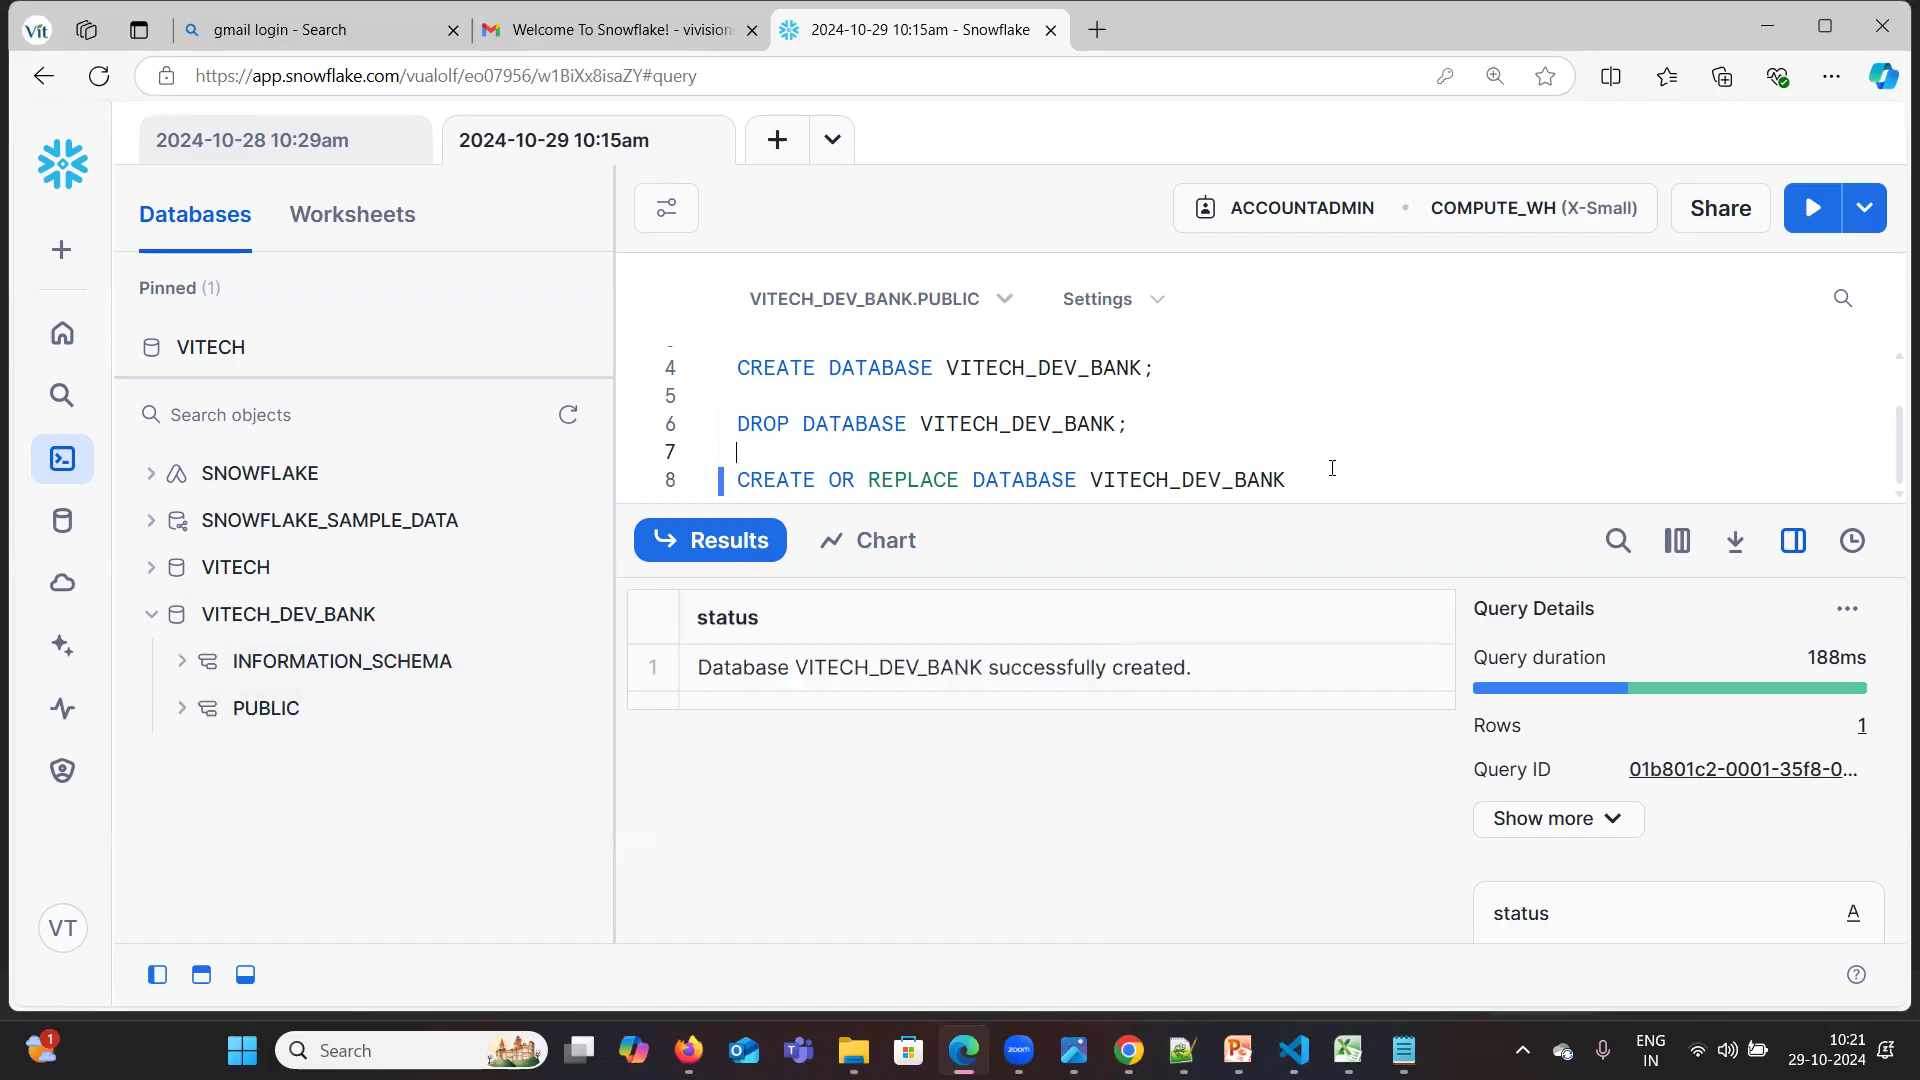 Vit
gmail login - Search
Welcome To Snowflake! - vivision
2024-10-29 10:15am - Snowflake
https://app.snowflake.com/vualolf/eo07956/w1BiXx8isaZY#query
2024-10-28 10:29am
2024-10-29 10:15am
Databases
Worksheets
ACCOUNTADMIN
COMPUTE_WH (X-Small)
Share
Pinned (1)
VITECH
VITECH_DEV_BANK.PUBLIC
Settings
4 CREATE DATABASE VITECH_DEV_BANK;
5
6 DROP DATABASE VITECH_DEV_BANK;
7
8 CREATE OR REPLACE DATABASE VITECH_DEV_BANK
Search objects
SNOWFLAKE
SNOWFLAKE_SAMPLE_DATA
VITECH
VITECH_DEV_BANK
INFORMATION_SCHEMA
PUBLIC
Results
Chart
status
1 Database VITECH_DEV_BANK successfully created.
Query Details
Query duration 188ms
Rows 1
Query ID 01b801c2-0001-35f8-0...
Show more
status A
VT
1
Search
zoom
ENG
IN
10:21
29-10-2024